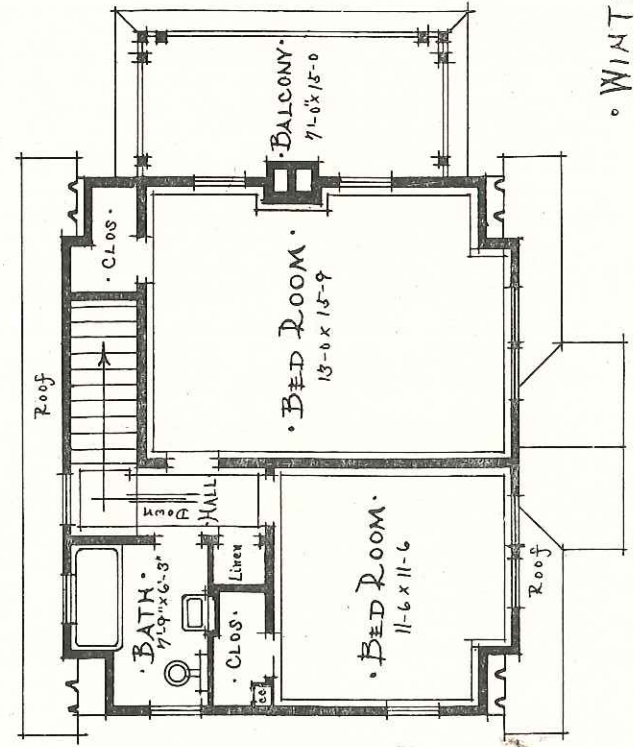 Roof
· CLOS ·
· BALCONY ·
7'-0" x 15-0
· WINT
· BED ROOM ·
13-0 x 15-9
Down
· HALL
· BATH ·
7'-9" x 6'-3"
Linen
· CLOS ·
· BED ROOM ·
11-6 x 11-6
Roof